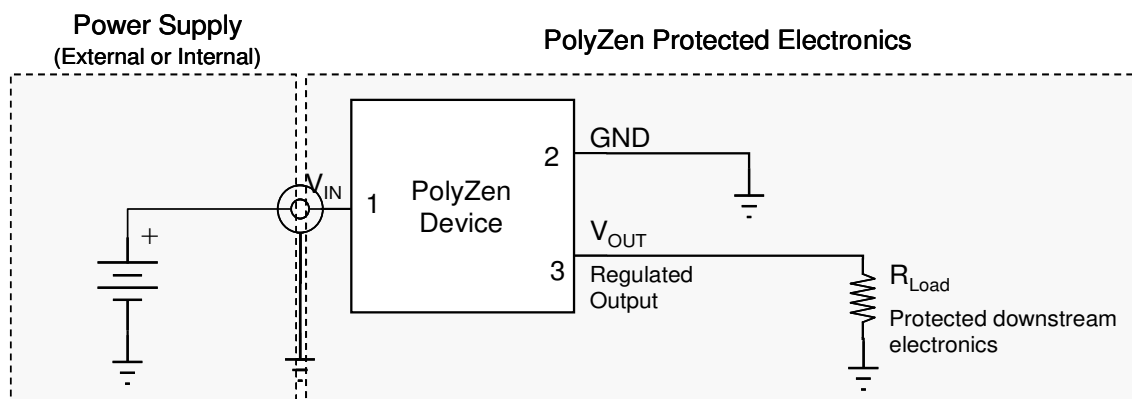 Power Supply
(External or Internal)
PolyZen Protected Electronics
+
VIN
1
PolyZen
Device
2
GND
VOUT
3
Regulated
Output
RLoad
Protected downstream
electronics